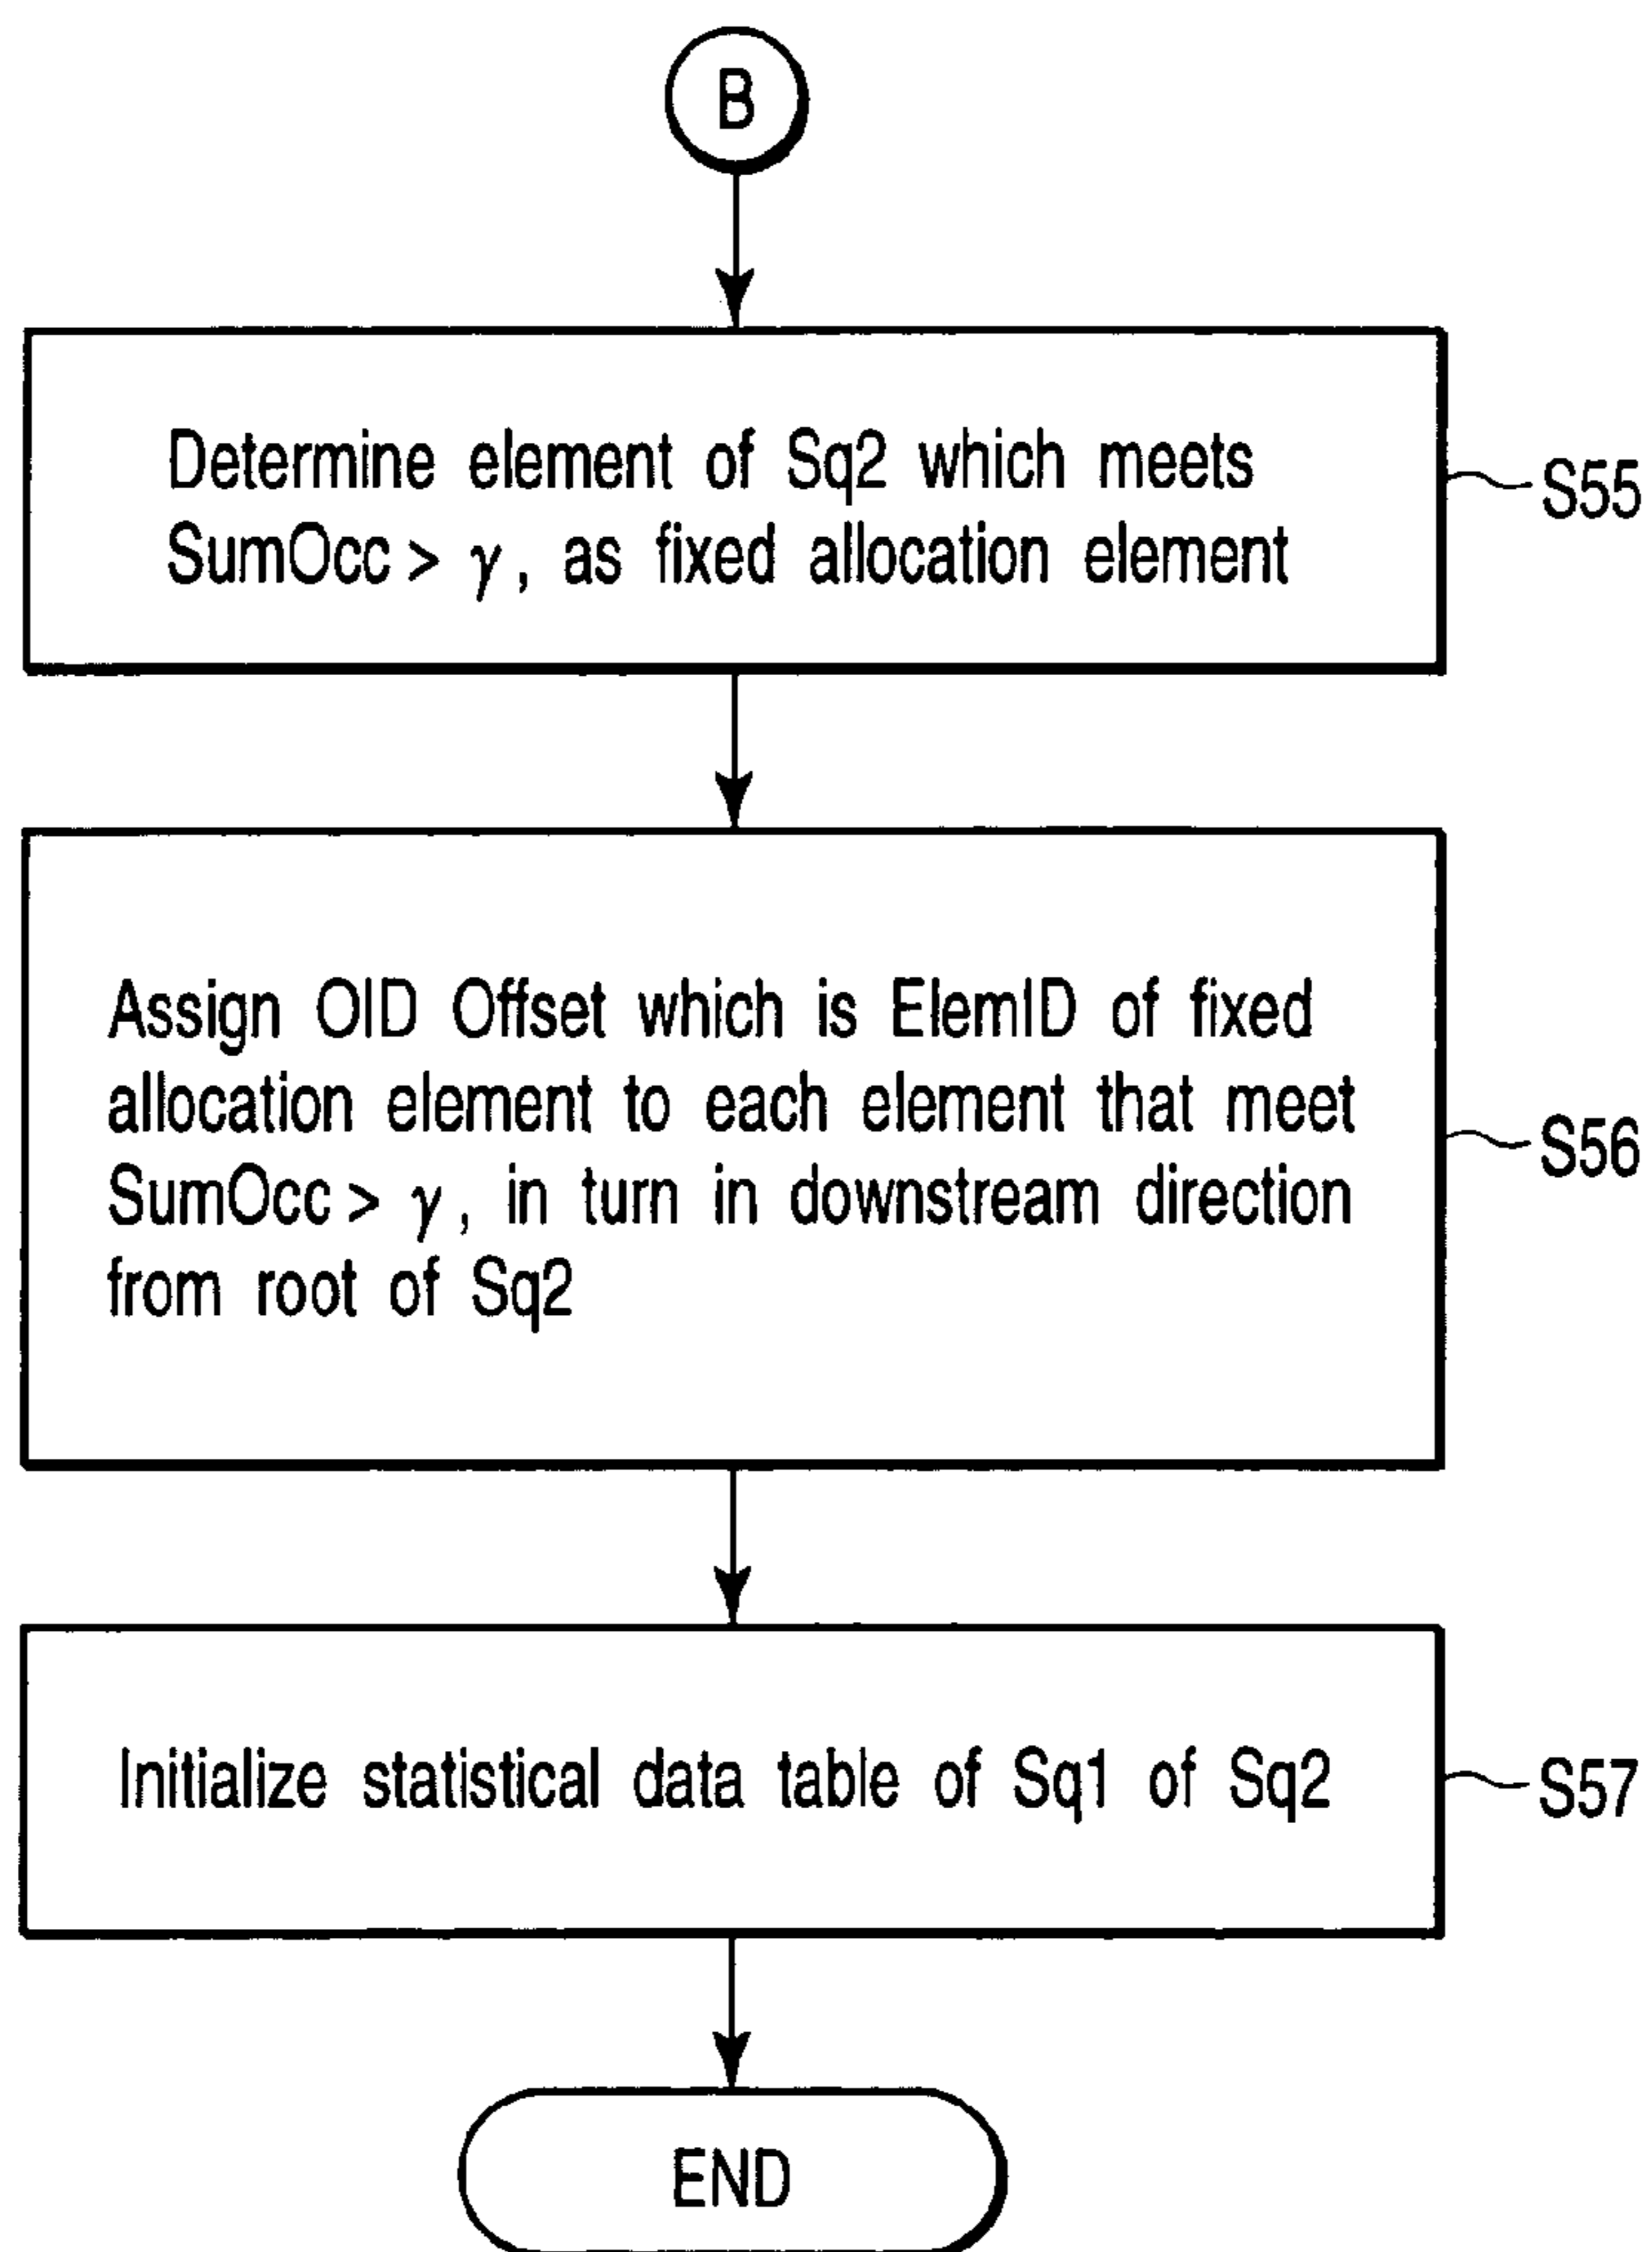 B
Determine element of Sq2 which meets
SumOcc > γ, as fixed allocation element
S55
Assign OID Offset which is ElemID of fixed
allocation element to each element that meet
SumOcc > γ, in turn in downstream direction
from root of Sq2
S56
Initialize statistical data table of Sq1 of Sq2
S57
END